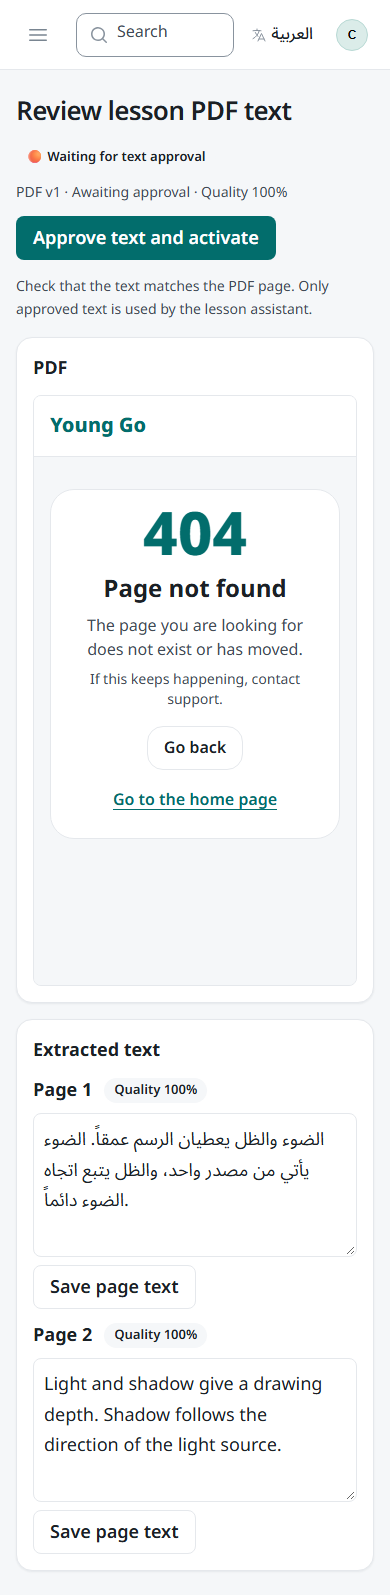 Search
العربية
C
Review lesson PDF text
Waiting for text approval
PDF v1 · Awaiting approval · Quality 100%
Approve text and activate
Check that the text matches the PDF page. Only
approved text is used by the lesson assistant.
PDF
Young Go
404
Page not found
The page you are looking for
does not exist or has moved.
If this keeps happening, contact
support.
Go back
Go to the home page
Extracted text
Page 1 Quality 100%
الضوء والظل يعطيان الرسم عمقاً. الضوء
يأتي من مصدر واحد، والظل يتبع اتجاه
الضوء دائماً.
Save page text
Page 2 Quality 100%
Light and shadow give a drawing
depth. Shadow follows the
direction of the light source.
Save page text